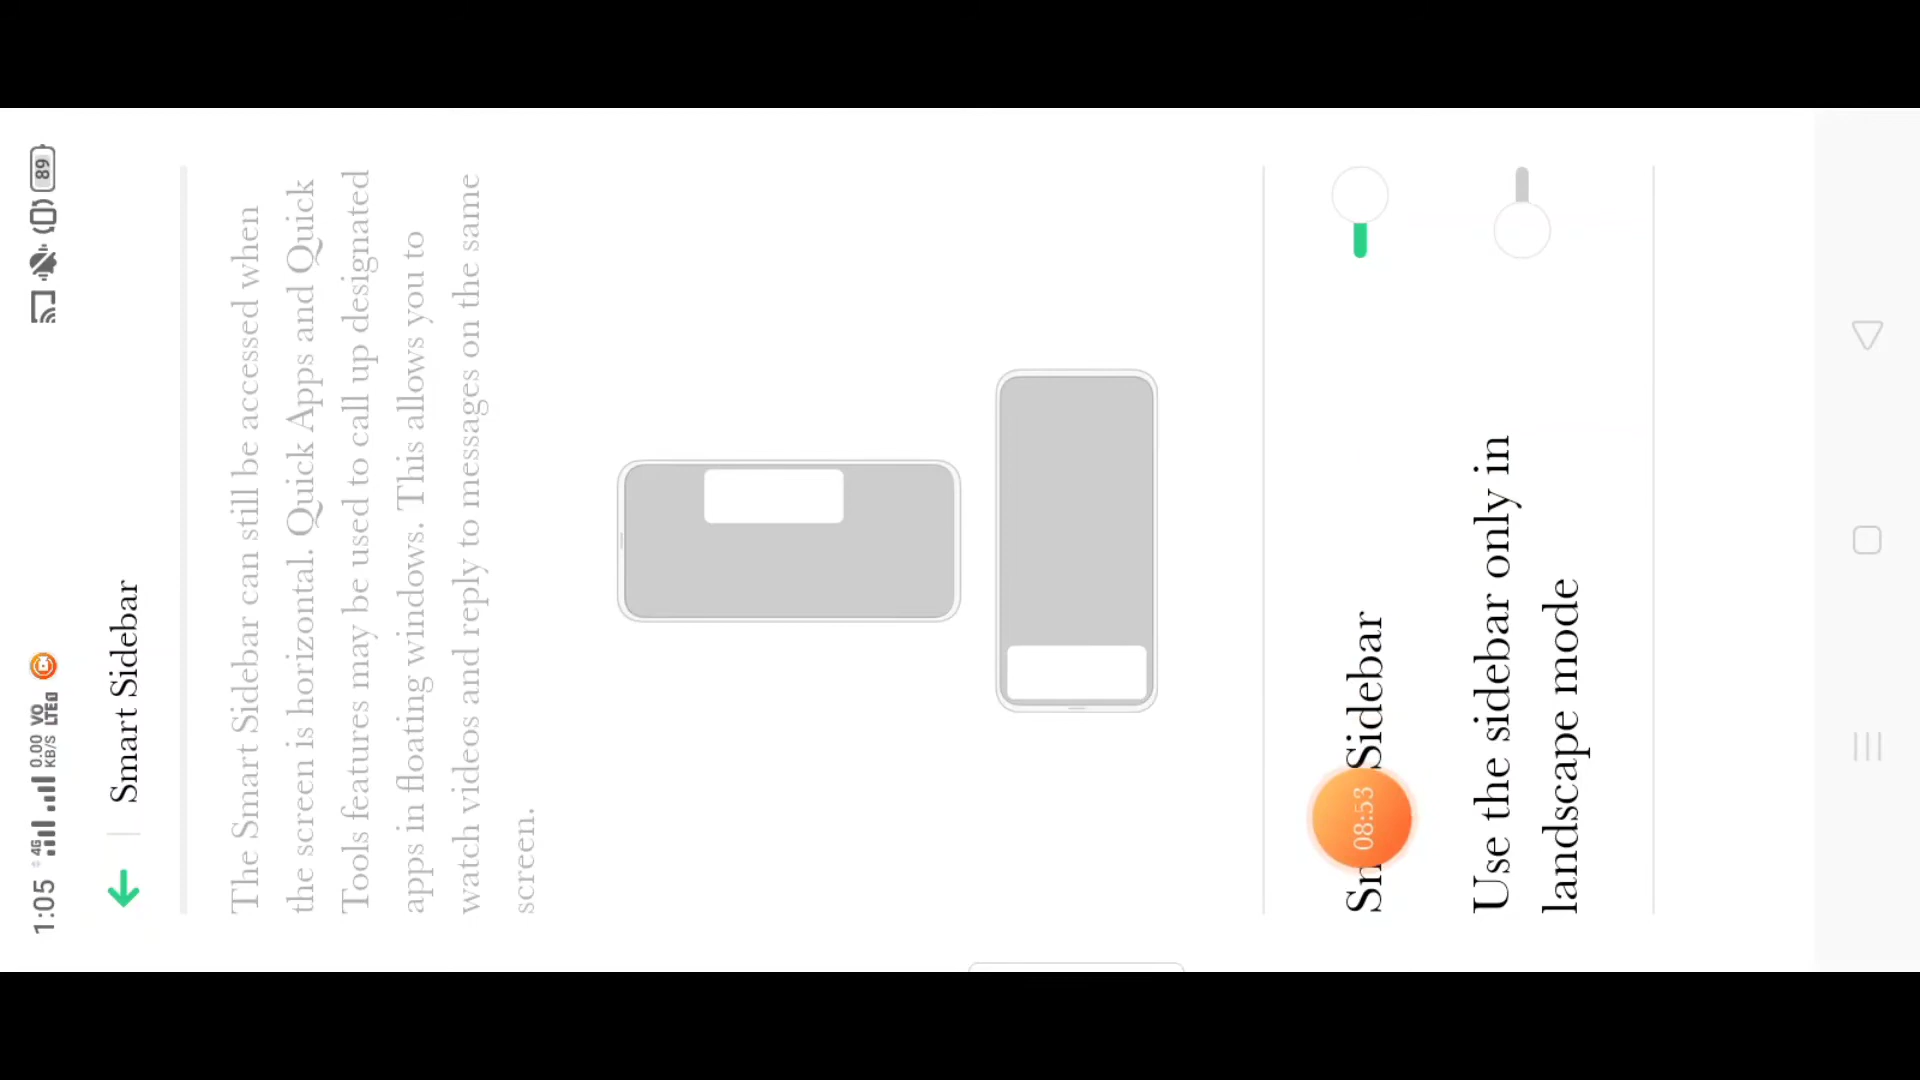 1:05 4G 0.00 KB/S VO LTE1 89
Smart Sidebar
The Smart Sidebar can still be accessed when
the screen is horizontal. Quick Apps and Quick
Tools features may be used to call up designated
apps in floating windows. This allows you to
watch videos and reply to messages on the same
screen.
08:53
Sidebar
Use the sidebar only in
landscape mode